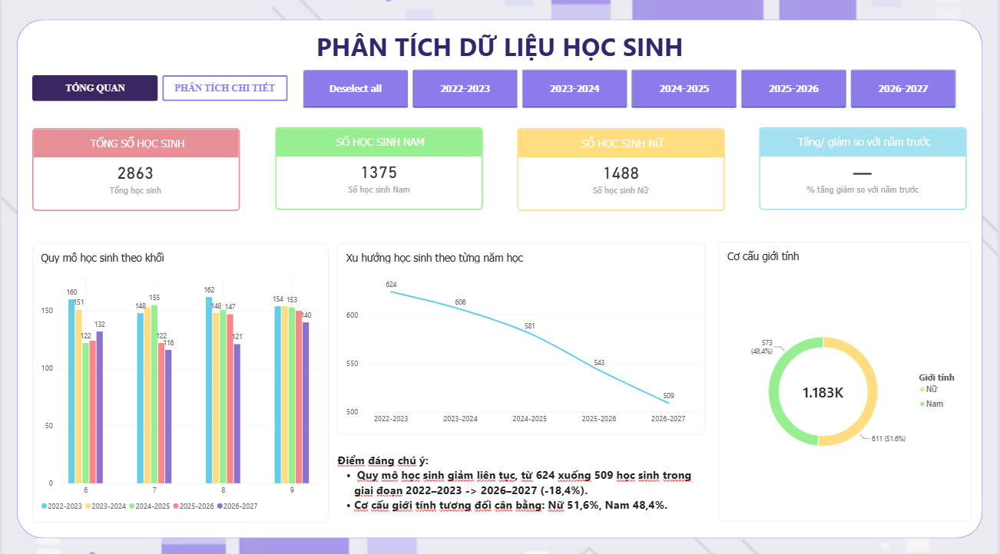 PHÂN TÍCH DỮ LIỆU HỌC SINH
TỔNG QUAN
PHÂN TÍCH CHI TIẾT
Deselect all
2022-2023
2023-2024
2024-2025
2025-2026
2026-2027
TỔNG SỐ HỌC SINH
2863
Tổng học sinh
SỐ HỌC SINH NAM
1375
Số học sinh Nam
SỐ HỌC SINH NỮ
1488
Số học sinh Nữ
Tăng/ giảm so với năm trước
—
% tăng giảm so với năm trước
Quy mô học sinh theo khối
150
100
50
0
160
151
122
132
148
155
122
116
162
148
147
121
154
153
140
6
7
8
9
2022-2023
2023-2024
2024-2025
2025-2026
2026-2027
Xu hướng học sinh theo từng năm học
600
550
500
624
606
581
543
509
2022-2023
2023-2024
2024-2025
2025-2026
2026-2027
Điểm đáng chú ý:
• Quy mô học sinh giảm liên tục, từ 624 xuống 509 học sinh trong
giai đoạn 2022–2023 -> 2026–2027 (-18,4%).
• Cơ cấu giới tính tương đối cân bằng: Nữ 51,6%, Nam 48,4%.
Cơ cấu giới tính
573
(48.4%)
1.183K
611 (51.6%)
Giới tính
Nữ
Nam